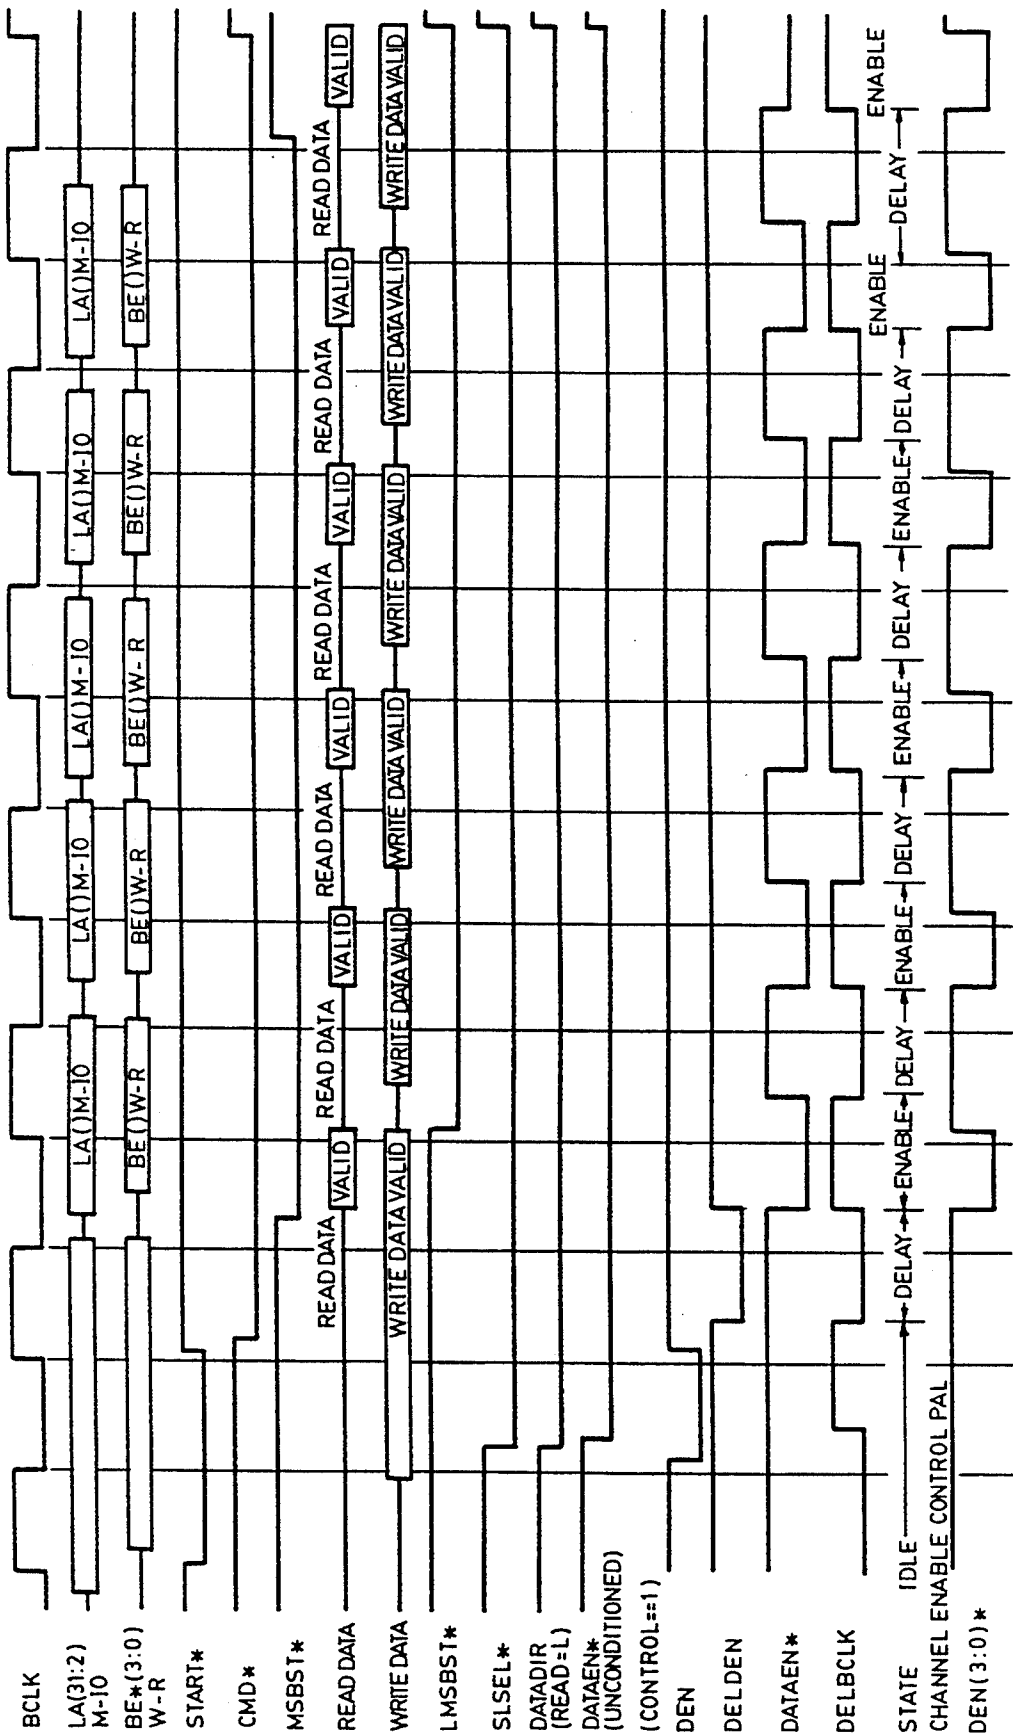 BCLK
LA(31:2)
M-IO
LA()M-IO LA()M-IO LA()M-IO LA()M-IO LA()M-IO
BE*(3:0)
W-R
BE()W-R BE()W-R BE()W-R BE()W-R BE()W-R
START*
CMD*
MSBST*
READ DATA READ DATA READ DATA READ DATA READ DATA READ DATA
READ DATA VALID VALID VALID VALID VALID VALID
WRITE DATA WRITE DATA VALID WRITE DATA VALID WRITE DATA VALID WRITE DATA VALID WRITE DATA VALID WRITE DATA VALID
LMSBST*
SLSEL*
DATADIR
(READ=L)
DATAEN*
(UNCONDITIONED)
(CONTROL==1)
DEN
DELDEN
DATAEN*
DELBCLK
ENABLE ENABLE
STATE IDLE DELAY ENABLE DELAY ENABLE DELAY ENABLE DELAY ENABLE DELAY DELAY
CHANNEL ENABLE CONTROL PAL
DEN(3:0)*